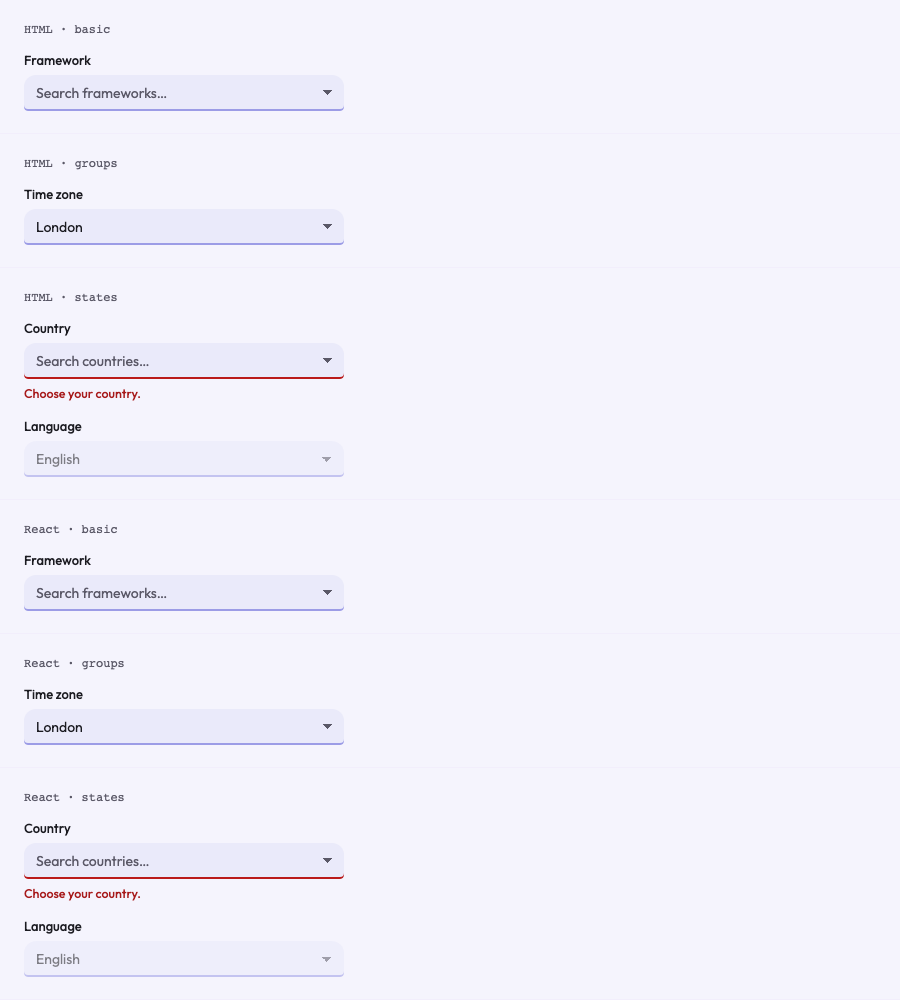 HTML · basic
Framework
Search frameworks…
HTML · groups
Time zone
London
HTML · states
Country
Search countries…
Choose your country.
Language
English
React · basic
Framework
Search frameworks…
React · groups
Time zone
London
React · states
Country
Search countries…
Choose your country.
Language
English